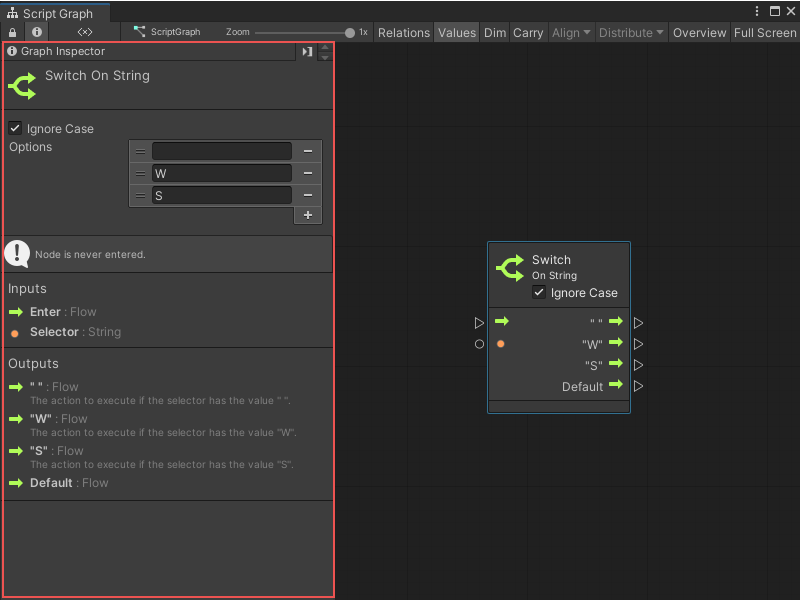 Script Graph
ScriptGraph
Zoom
1x
Relations
Values
Dim
Carry
Align
Distribute
Overview
Full Screen
Graph Inspector
Switch On String
Ignore Case
Options
W
S
Node is never entered.
Inputs
Enter : Flow
Selector : String
Outputs
" " : Flow
The action to execute if the selector has the value " ".
"W" : Flow
The action to execute if the selector has the value "W".
"S" : Flow
The action to execute if the selector has the value "S".
Default : Flow
Switch
On String
Ignore Case
" "
"W"
"S"
Default